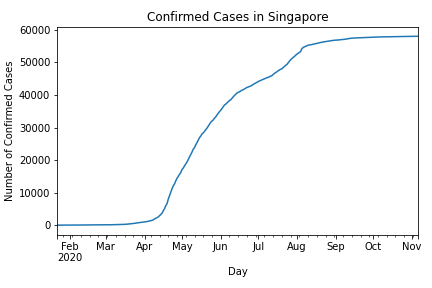 Confirmed Cases in Singapore
Number of Confirmed Cases
60000
50000
40000
30000
20000
10000
0
Feb Mar Apr May Jun Jul Aug Sep Oct Nov
2020
Day